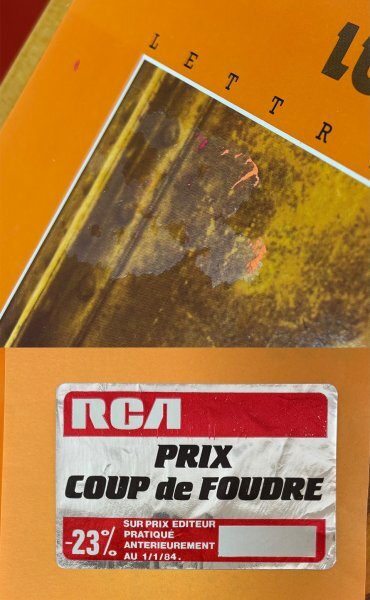 LETTR
RCA
PRIX
COUP de FOUDRE
-23%
SUR PRIX EDITEUR
PRATIQUÉ
ANTERIEUREMENT
AU 1/1/84.